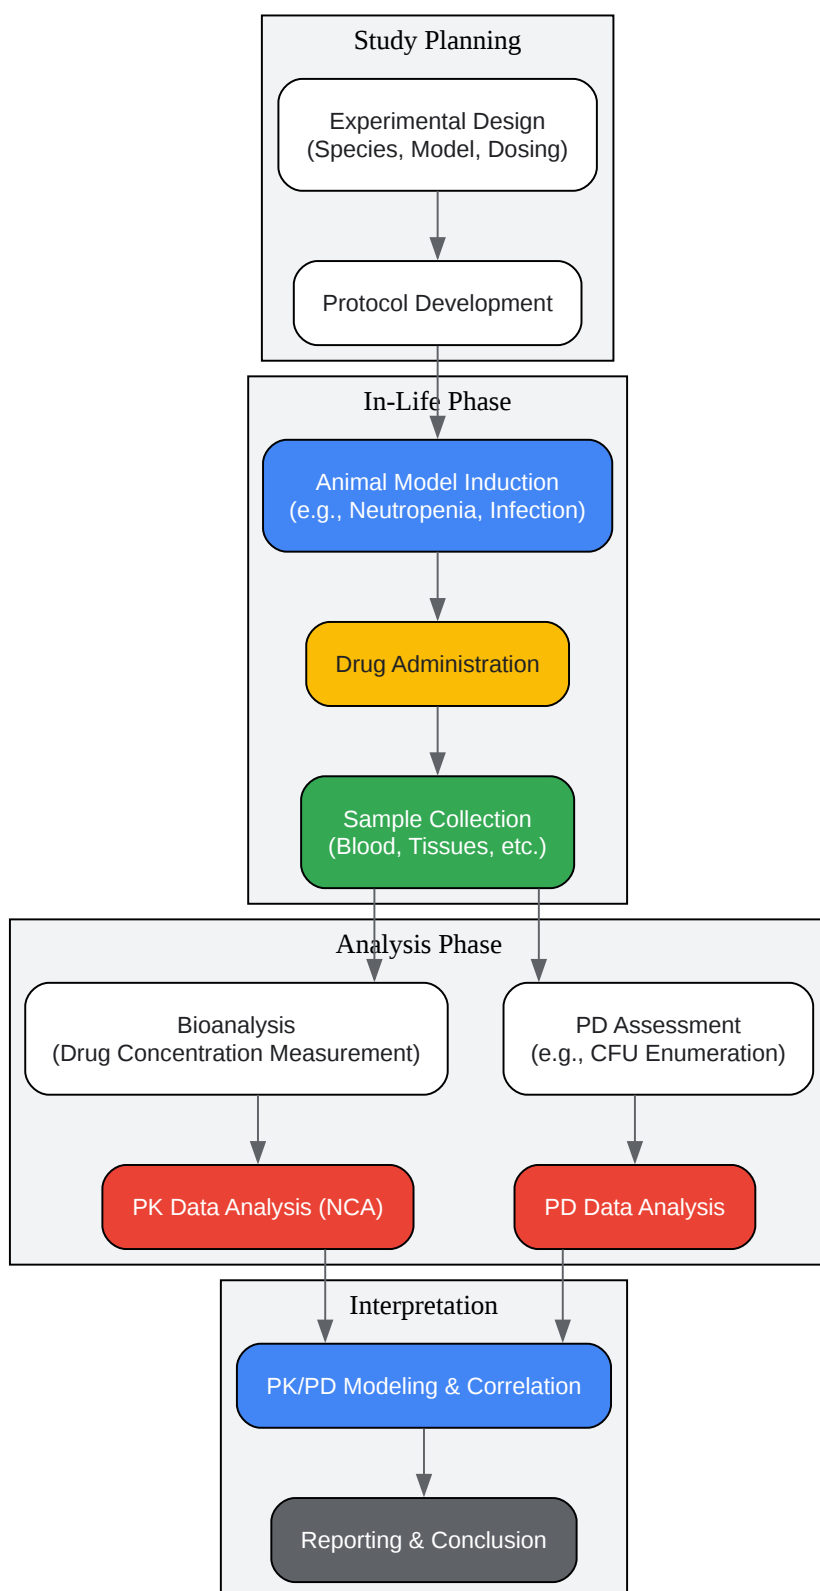 Study Planning
Experimental Design
(Species, Model, Dosing)
Protocol Development
In-Life Phase
Animal Model Induction
(e.g., Neutropenia, Infection)
Drug Administration
Sample Collection
(Blood, Tissues, etc.)
Analysis Phase
Bioanalysis
(Drug Concentration Measurement)
PD Assessment
(e.g., CFU Enumeration)
PK Data Analysis (NCA)
PD Data Analysis
Interpretation
PK/PD Modeling & Correlation
Reporting & Conclusion